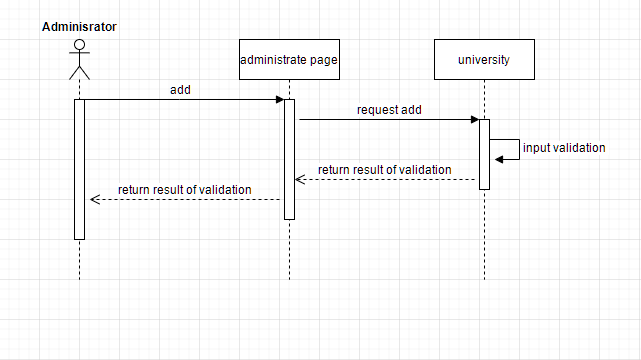 Adminisrator
administrate page
university
add
request add
input validation
return result of validation
return result of validation